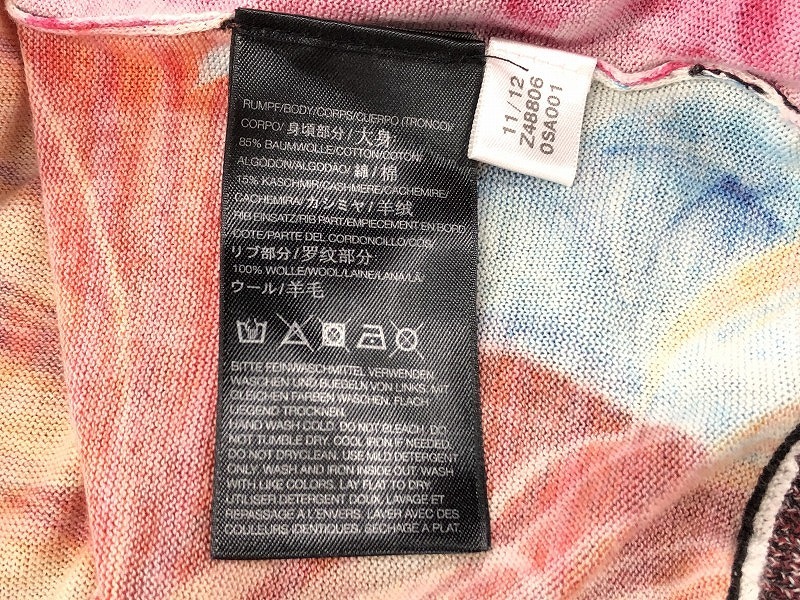 RUMPF/BODY/CORPS/CUERPO (TRONCO)/
CORPO/ 身頃部分/大身
85% BAUMWOLLE/COTTON/COTON/
ALGODÓN/ALGODAO/ 綿/棉
15% KASCHMIR/CASHMERE/CACHEMIRE/
CACHEMIRA/ カシミヤ/羊绒
RIB EINSATZ/RIB PART/EMPIECEMENT EN BORD
COTE/PARTE DEL CORDONCILLO/COS/
リブ部分/罗纹部分
100% WOLLE/WOOL/LAINE/LANA/LÃ/
ウール/羊毛
BITTE FEINWASCHMITTEL VERWENDEN.
WASCHEN UND BUEGELN VON LINKS. MIT
GLEICHEN FARBEN WASCHEN. FLACH
LIEGEND TROCKNEN.
HAND WASH COLD. DO NOT BLEACH. DO
NOT TUMBLE DRY. COOL IRON IF NEEDED.
DO NOT DRYCLEAN. USE MILD DETERGENT
ONLY. WASH AND IRON INSIDE OUT. WASH
WITH LIKE COLORS. LAY FLAT TO DRY.
UTILISER DETERGENT DOUX. LAVAGE ET
REPASSAGE A L'ENVERS. LAVER AVEC DES
COULEURS IDENTIQUES. SECHAGE A PLAT.
11/12
Z48806
OSA001